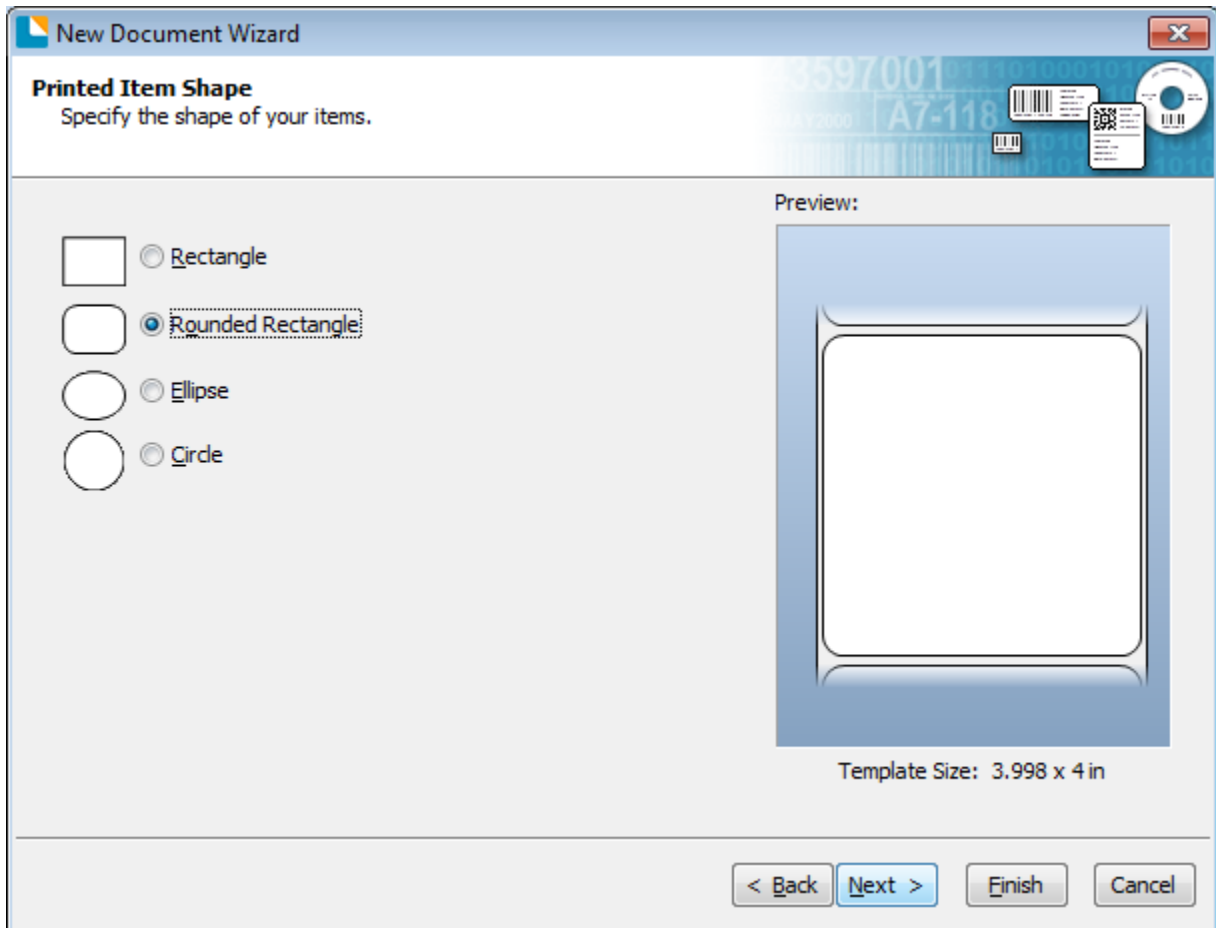 New Document Wizard
Printed Item Shape
Specify the shape of your items.
3597001
A7-118
Preview:
Rectangle
Rounded Rectangle
Ellipse
Circle
Template Size: 3.998 x 4 in
< Back
Next >
Finish
Cancel